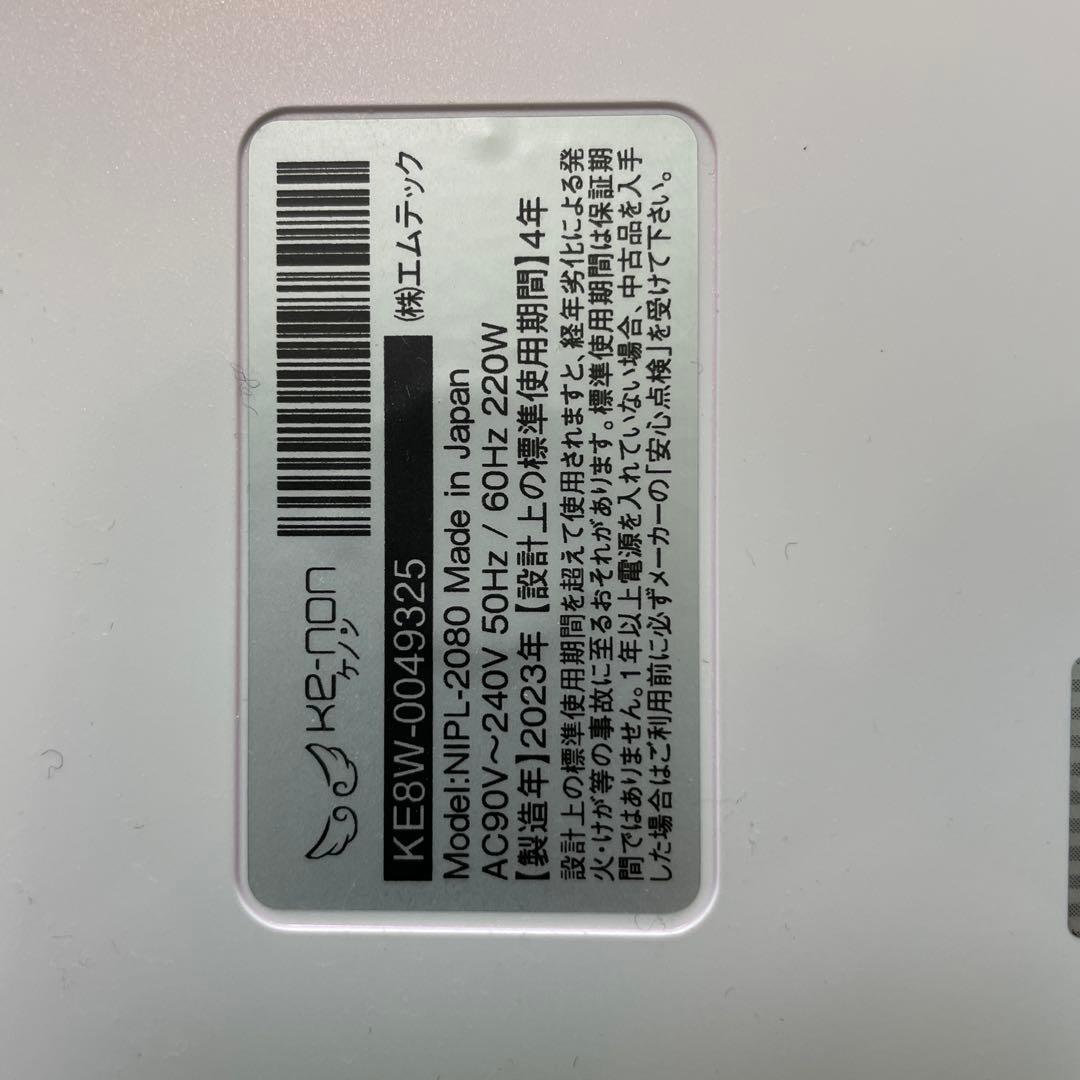 ke-non
ケノン
KE8W-0049325
(株)エムテック
Model:NIPL-2080 Made in Japan
AC90V～240V 50Hz / 60Hz 220W
【製造年】2023年【設計上の標準使用期間】4年
設計上の標準使用期間を超えて使用されますと、経年劣化による発
火・けが等の事故に至るおそれがあります。標準使用期間は保証期
間ではありません。1年以上電源を入れていない場合、中古品を入手
した場合はご利用前に必ずメーカーの「安心点検」を受けて下さい。